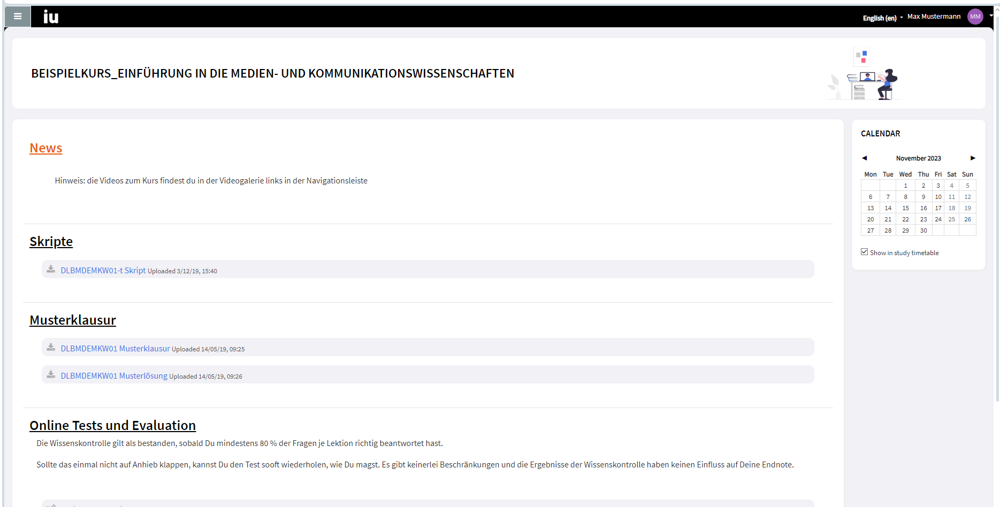 iu
English (en) Max Mustermann MM
BEISPIELKURS_EINFÜHRUNG IN DIE MEDIEN- UND KOMMUNIKATIONSWISSENSCHAFTEN
News
Hinweis: die Videos zum Kurs findest du in der Videogalerie links in der Navigationsleiste
Skripte
DLBMDEMKW01-t Skript Uploaded 3/12/19, 15:40
Musterklausur
DLBMDEMKW01 Musterklausur Uploaded 14/05/19, 09:25
DLBMDEMKW01 Musterlösung Uploaded 14/05/19, 09:26
Online Tests und Evaluation
Die Wissenskontrolle gilt als bestanden, sobald Du mindestens 80 % der Fragen je Lektion richtig beantwortet hast.
Sollte das einmal nicht auf Anhieb klappen, kannst Du den Test sooft wiederholen, wie Du magst. Es gibt keinerlei Beschränkungen und die Ergebnisse der Wissenskontrolle haben keinen Einfluss auf Deine Endnote.
CALENDAR
◄ November 2023 ►
Mon Tue Wed Thu Fri Sat Sun
1 2 3 4 5
6 7 8 9 10 11 12
13 14 15 16 17 18 19
20 21 22 23 24 25 26
27 28 29 30
Show in study timetable